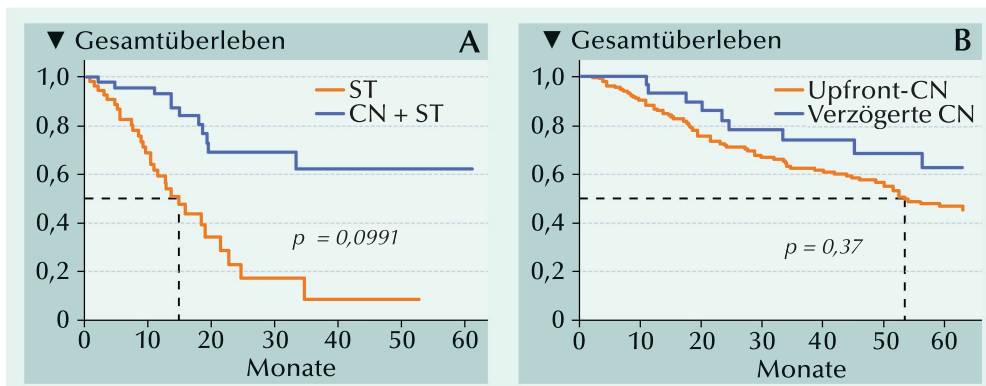 ▼ Gesamtüberleben A
1,0
0,8
0,6
0,4
0,2
0
ST
CN + ST
p = 0,0991
0 10 20 30 40 50 60
Monate
▼ Gesamtüberleben B
1,0
0,8
0,6
0,4
0,2
0
Upfront-CN
Verzögerte CN
p = 0,37
0 10 20 30 40 50 60
Monate